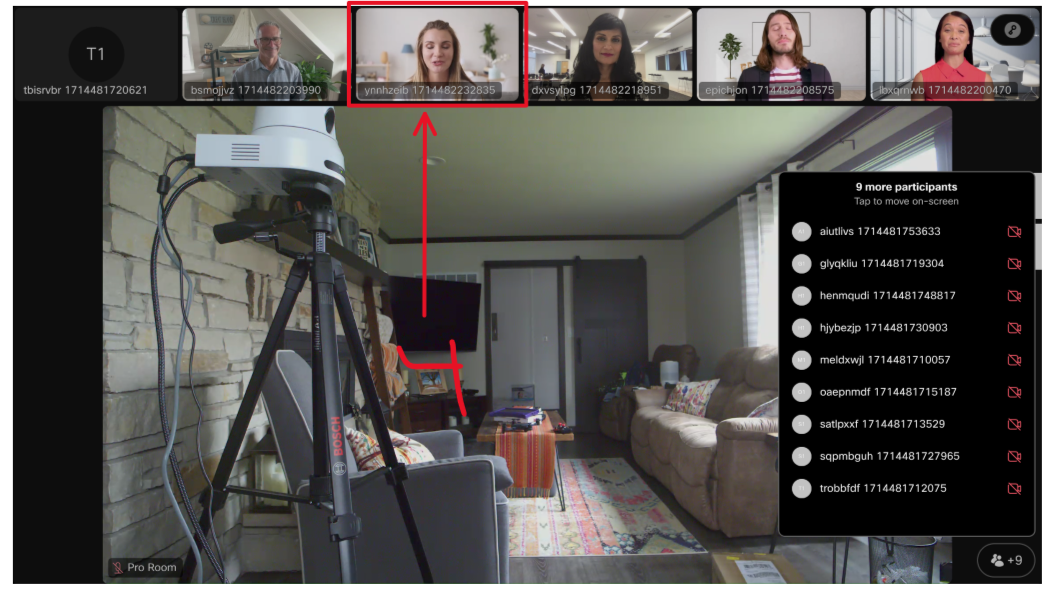 T1
tbisrvbr 1714481720621
bsmojjvz 1714482203990
ynnhzeib 1714482232835
dxvsylpg 1714482218951
epichjon 1714482208575
lbxqrnwb 1714482200470
9 more participants
Tap to move on-screen
aiutlivs 1714481753633
glyqkliu 1714481719304
henmqudi 1714481748817
hjybezjp 1714481730903
meldxwjl 1714481710057
oaepnmdf 1714481715187
satlpxxf 1714481713529
sqpmbguh 1714481727965
trobbfdf 1714481712075
BOSCH
Pro Room
+9